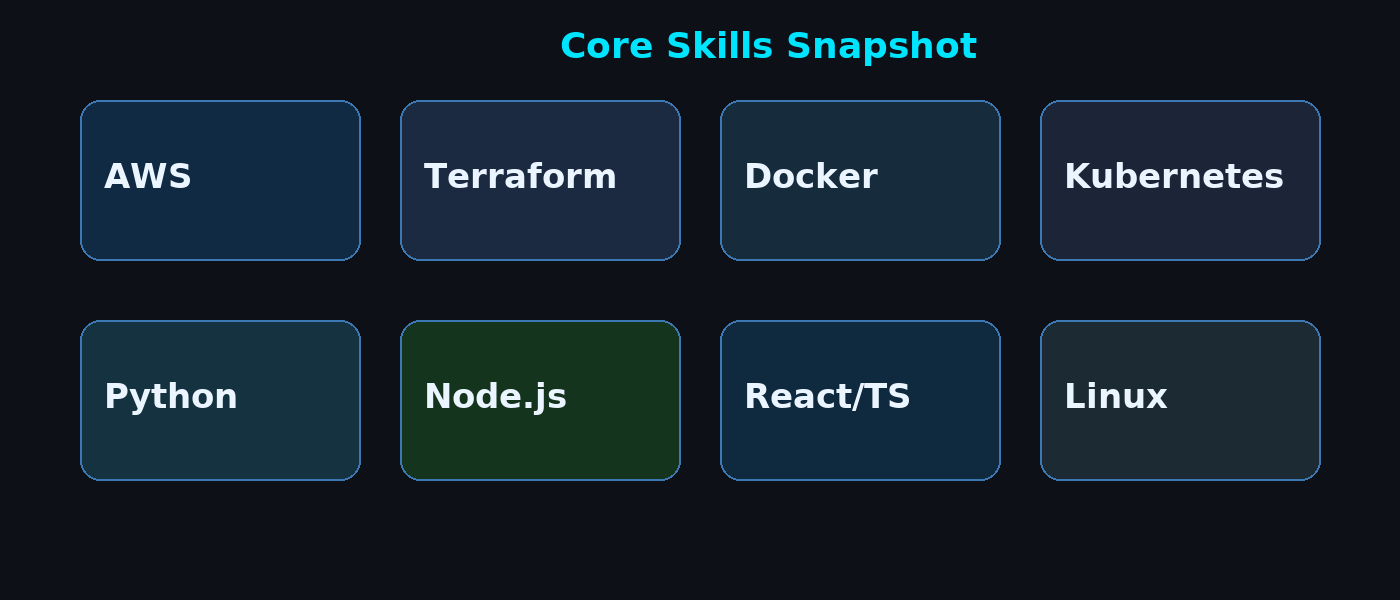 Core Skills Snapshot
AWS
Terraform
Docker
Kubernetes
Python
Node.js
React/TS
Linux